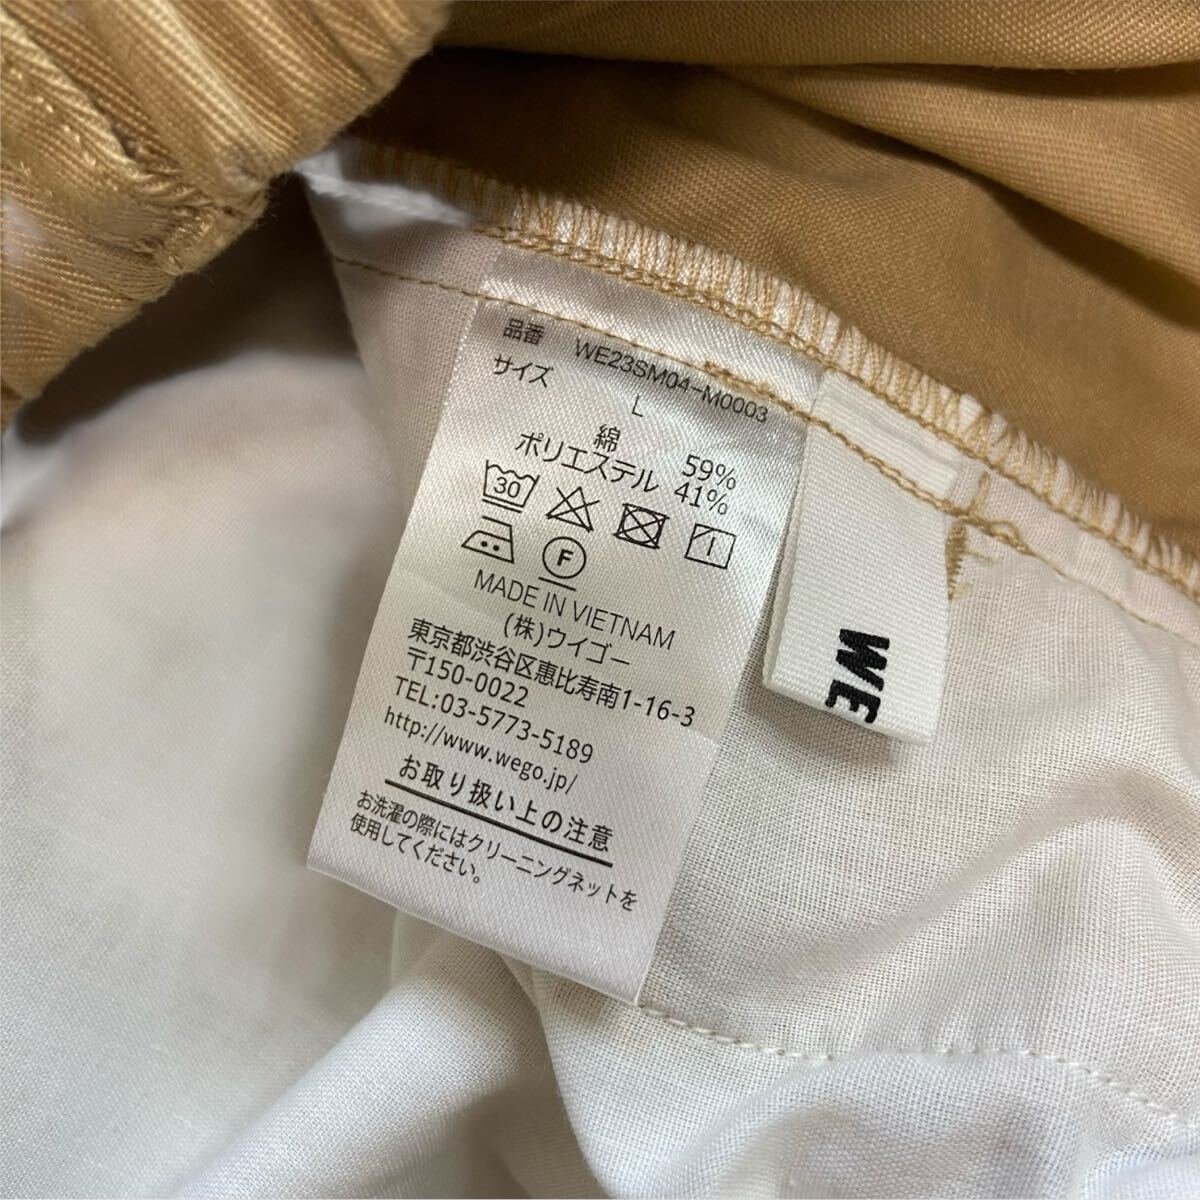 品番 WE23SM04-M0003
サイズ L
綿 59%
ポリエステル 41%
30
F
MADE IN VIETNAM
(株)ウイゴー
東京都渋谷区恵比寿南1-16-3
〒150-0022
TEL:03-5773-5189
http://www.wego.jp/
お取り扱い上の注意
お洗濯の際にはクリーニングネットを
使用してください。
WE